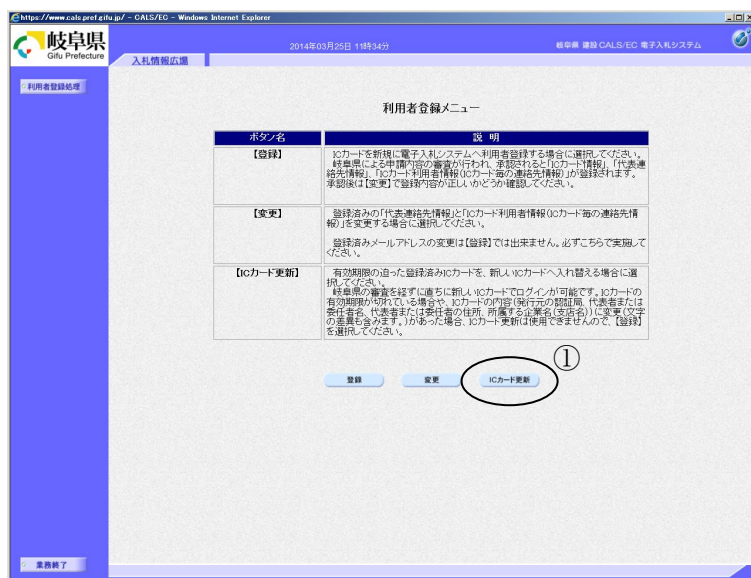 https://www.cals.pref.gifu.jp/ - CALS/EC - Windows Internet Explorer
岐阜県
Gifu Prefecture
2014年03月25日 11時34分
岐阜県 建設CALS/EC 電子入札システム
入札情報広場
利用者登録処理
利用者登録メニュー
ボタン名
説 明
【登録】
ICカードを新規に電子入札システムへ利用者登録する場合に選択してください。
岐阜県による申請内容の審査が行われ、承認されると「ICカード情報」、「代表連
絡先情報」、「ICカード利用者情報(ICカード毎の連絡先情報)」が登録されます。
承認後は【変更】で登録内容が正しいかどうか確認してください。
【変更】
登録済みの「代表連絡先情報」と「ICカード利用者情報(ICカード毎の連絡先情
報)」を変更する場合に選択してください。
登録済みメールアドレスの変更は【登録】では出来ません。必ずこちらで実施して
ください。
【ICカード更新】
有効期限の迫った登録済みICカードを、新しいICカードへ入れ替える場合に選
択してください。
岐阜県の審査を経ずに直ちに新しいICカードでログインが可能です。ICカードの
有効期限が切れている場合や、ICカードの内容(発行元の認証局、代表者または
委任者名、代表者または委任者の住所、所属する企業名(支店名))に変更(文字
の差異も含みます。)があった場合、ICカード更新は使用できませんので、【登録】
を選択してください。
①
登録
変更
ICカード更新
業務終了